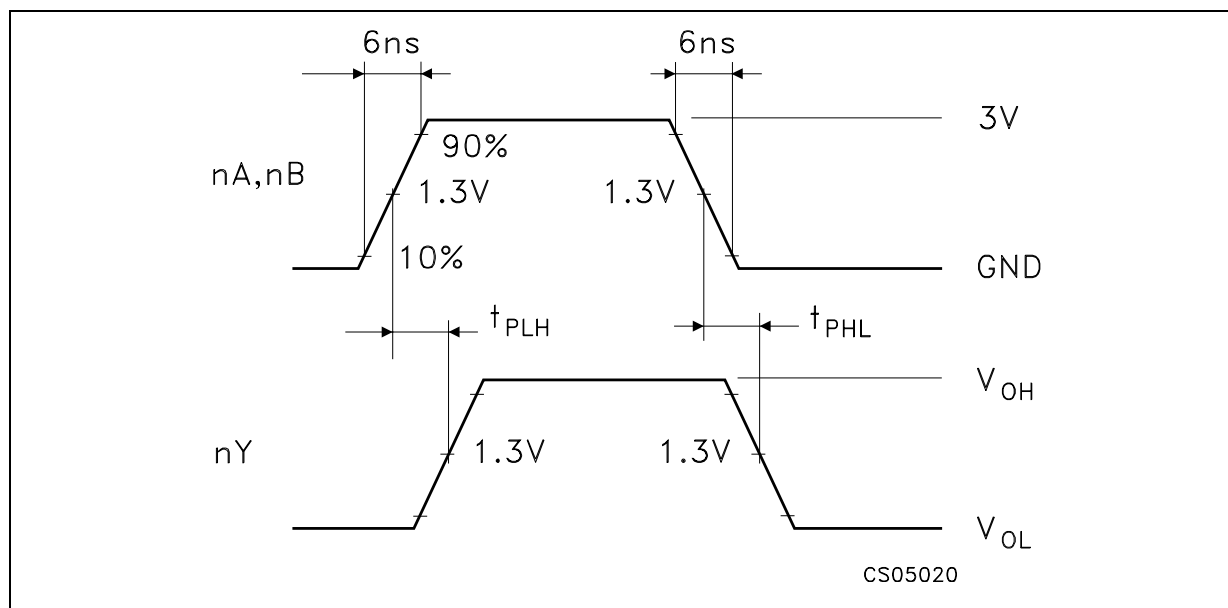 6ns
6ns
3V
90%
nA,nB
1.3V
1.3V
10%
GND
tPLH
tPHL
VOH
nY
1.3V
1.3V
VOL
CS05020